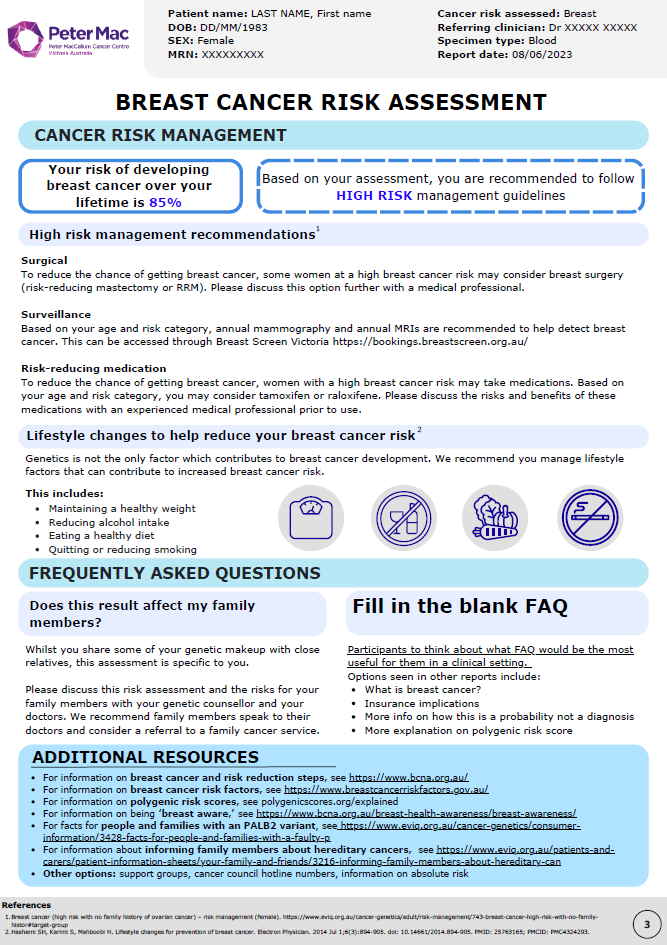 Peter Mac
Peter MacCallum Cancer Centre
Victoria Australia
Patient name: LAST NAME, First name
DOB: DD/MM/1983
SEX: Female
MRN: XXXXXXXXX
Cancer risk assessed: Breast
Referring clinician: Dr XXXXX XXXXX
Specimen type: Blood
Report date: 08/06/2023
BREAST CANCER RISK ASSESSMENT
CANCER RISK MANAGEMENT
Your risk of developing
breast cancer over your
lifetime is 85%
Based on your assessment, you are recommended to follow
HIGH RISK management guidelines
High risk management recommendations1
Surgical
To reduce the chance of getting breast cancer, some women at a high breast cancer risk may consider breast surgery
(risk-reducing mastectomy or RRM). Please discuss this option further with a medical professional.
Surveillance
Based on your age and risk category, annual mammography and annual MRIs are recommended to help detect breast
cancer. This can be accessed through Breast Screen Victoria https://bookings.breastscreen.org.au/
Risk-reducing medication
To reduce the chance of getting breast cancer, women with a high breast cancer risk may take medications. Based on
your age and risk category, you may consider tamoxifen or raloxifene. Please discuss the risks and benefits of these
medications with an experienced medical professional prior to use.
Lifestyle changes to help reduce your breast cancer risk2
Genetics is not the only factor which contributes to breast cancer development. We recommend you manage lifestyle
factors that can contribute to increased breast cancer risk.
This includes:
• Maintaining a healthy weight
• Reducing alcohol intake
• Eating a healthy diet
• Quitting or reducing smoking
FREQUENTLY ASKED QUESTIONS
Does this result affect my family
members?
Whilst you share some of your genetic makeup with close
relatives, this assessment is specific to you.
Please discuss this risk assessment and the risks for your
family members with your genetic counsellor and your
doctors. We recommend family members speak to their
doctors and consider a referral to a family cancer service.
Fill in the blank FAQ
Participants to think about what FAQ would be the most
useful for them in a clinical setting.
Options seen in other reports include:
• What is breast cancer?
• Insurance implications
• More info on how this is a probability not a diagnosis
• More explanation on polygenic risk score
ADDITIONAL RESOURCES
• For information on breast cancer and risk reduction steps, see https://www.bcna.org.au/
• For information on breast cancer risk factors, see https://www.breastcancerriskfactors.gov.au/
• For information on polygenic risk scores, see polygenicscores.org/explained
• For information on being ‘breast aware,’ see https://www.bcna.org.au/breast-health-awareness/breast-awareness/
• For facts for people and families with an PALB2 variant, see https://www.eviq.org.au/cancer-genetics/consumer-
information/3428-facts-for-people-and-families-with-a-faulty-p
• For information about informing family members about hereditary cancers, see https://www.eviq.org.au/patients-and-
carers/patient-information-sheets/your-family-and-friends/3216-informing-family-members-about-hereditary-can
• Other options: support groups, cancer council hotline numbers, information on absolute risk
References
1. Breast cancer (high risk with no family history of ovarian cancer) – risk management (female). https://www.eviq.org.au/cancer-genetics/adult/risk-management/743-breast-cancer-high-risk-with-no-family-
histor#target-group
2. Hashemi SH, Karimi S, Mahboobi H. Lifestyle changes for prevention of breast cancer. Electron Physician. 2014 Jul 1;6(3):894-905. doi: 10.14661/2014.894-905. PMID: 25763165; PMCID: PMC4324293.
3